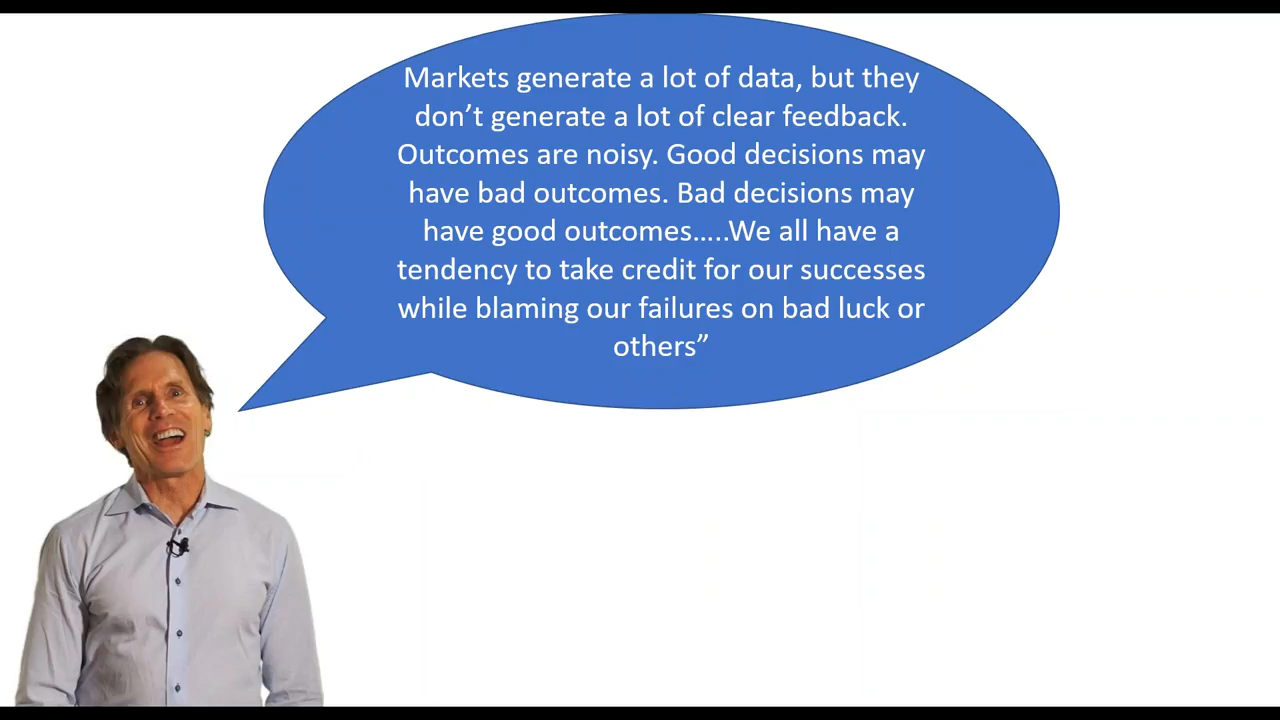 Markets generate a lot of data, but they
don’t generate a lot of clear feedback.
Outcomes are noisy. Good decisions may
have bad outcomes. Bad decisions may
have good outcomes…..We all have a
tendency to take credit for our successes
while blaming our failures on bad luck or
others”